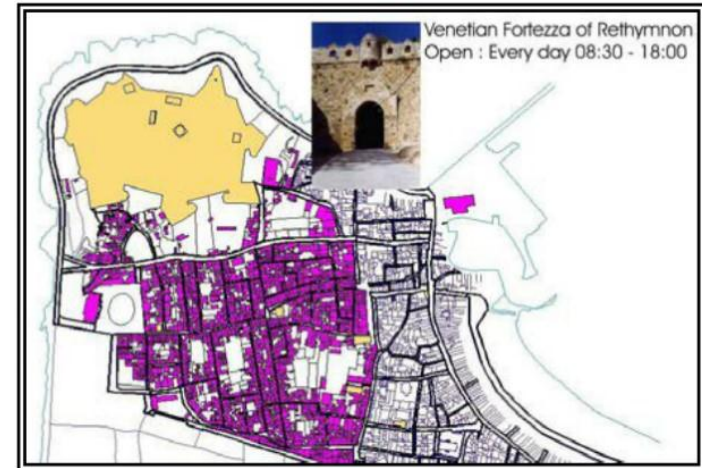 Venetian Fortezza of Rethymnon
Open : Every day 08:30 - 18:00